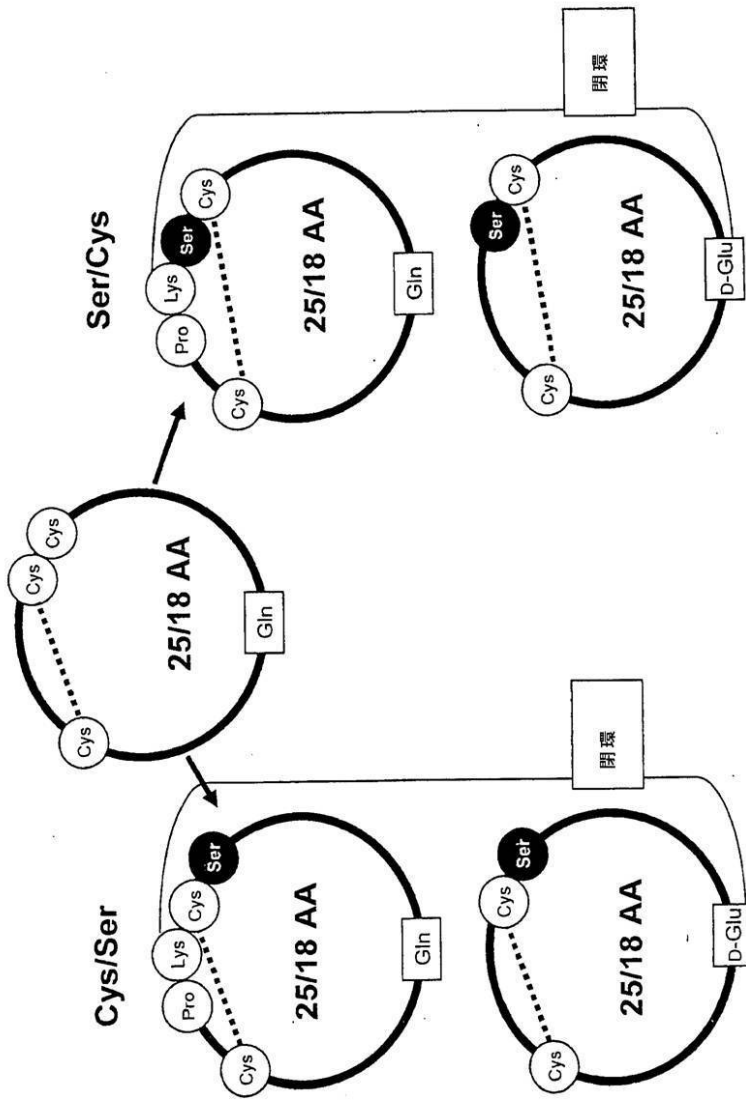 Cys
Cys
Cys
25/18 AA
Gln
Cys/Ser
Pro
Lys
Cys
Ser
Cys
25/18 AA
Gln
Cys
Ser
Cys
25/18 AA
D-Glu
閉環
Ser/Cys
Pro
Lys
Ser
Cys
Cys
25/18 AA
Gln
Ser
Cys
Cys
25/18 AA
D-Glu
閉環